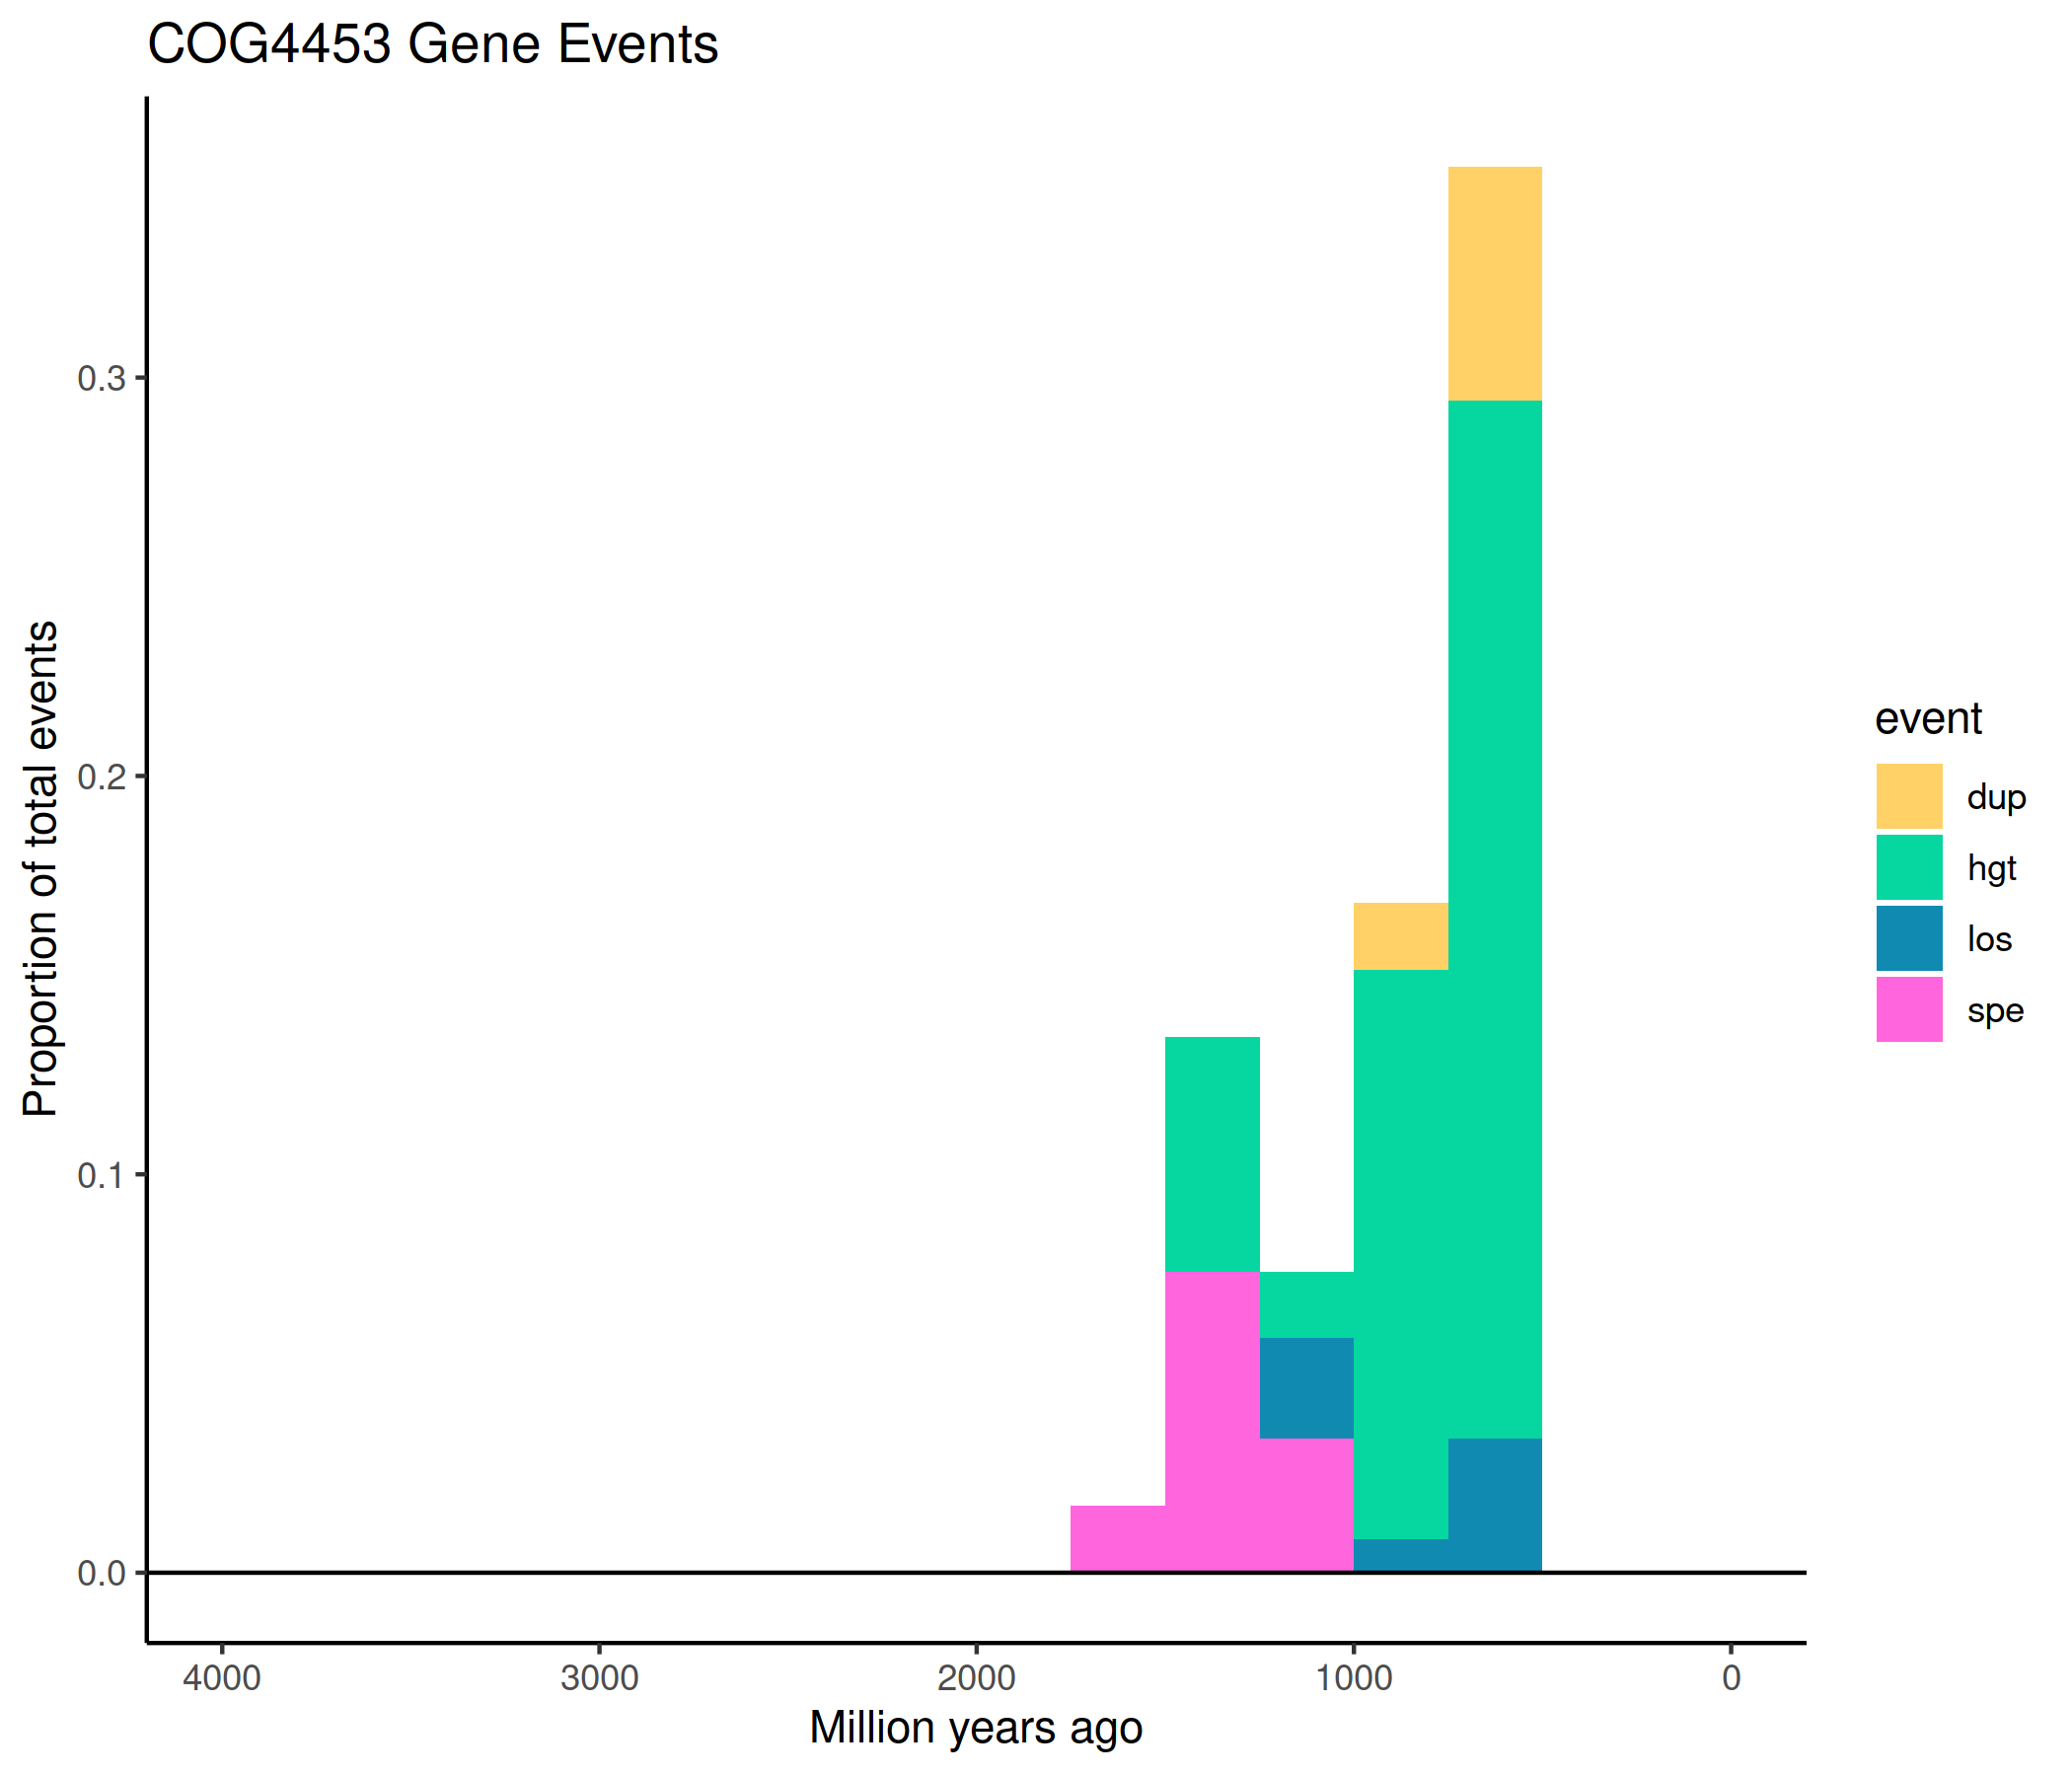 COG4453 Gene Events
Proportion of total events
0.3
0.2
0.1
0.0
4000 3000 2000 1000 0
Million years ago
event
dup
hgt
los
spe